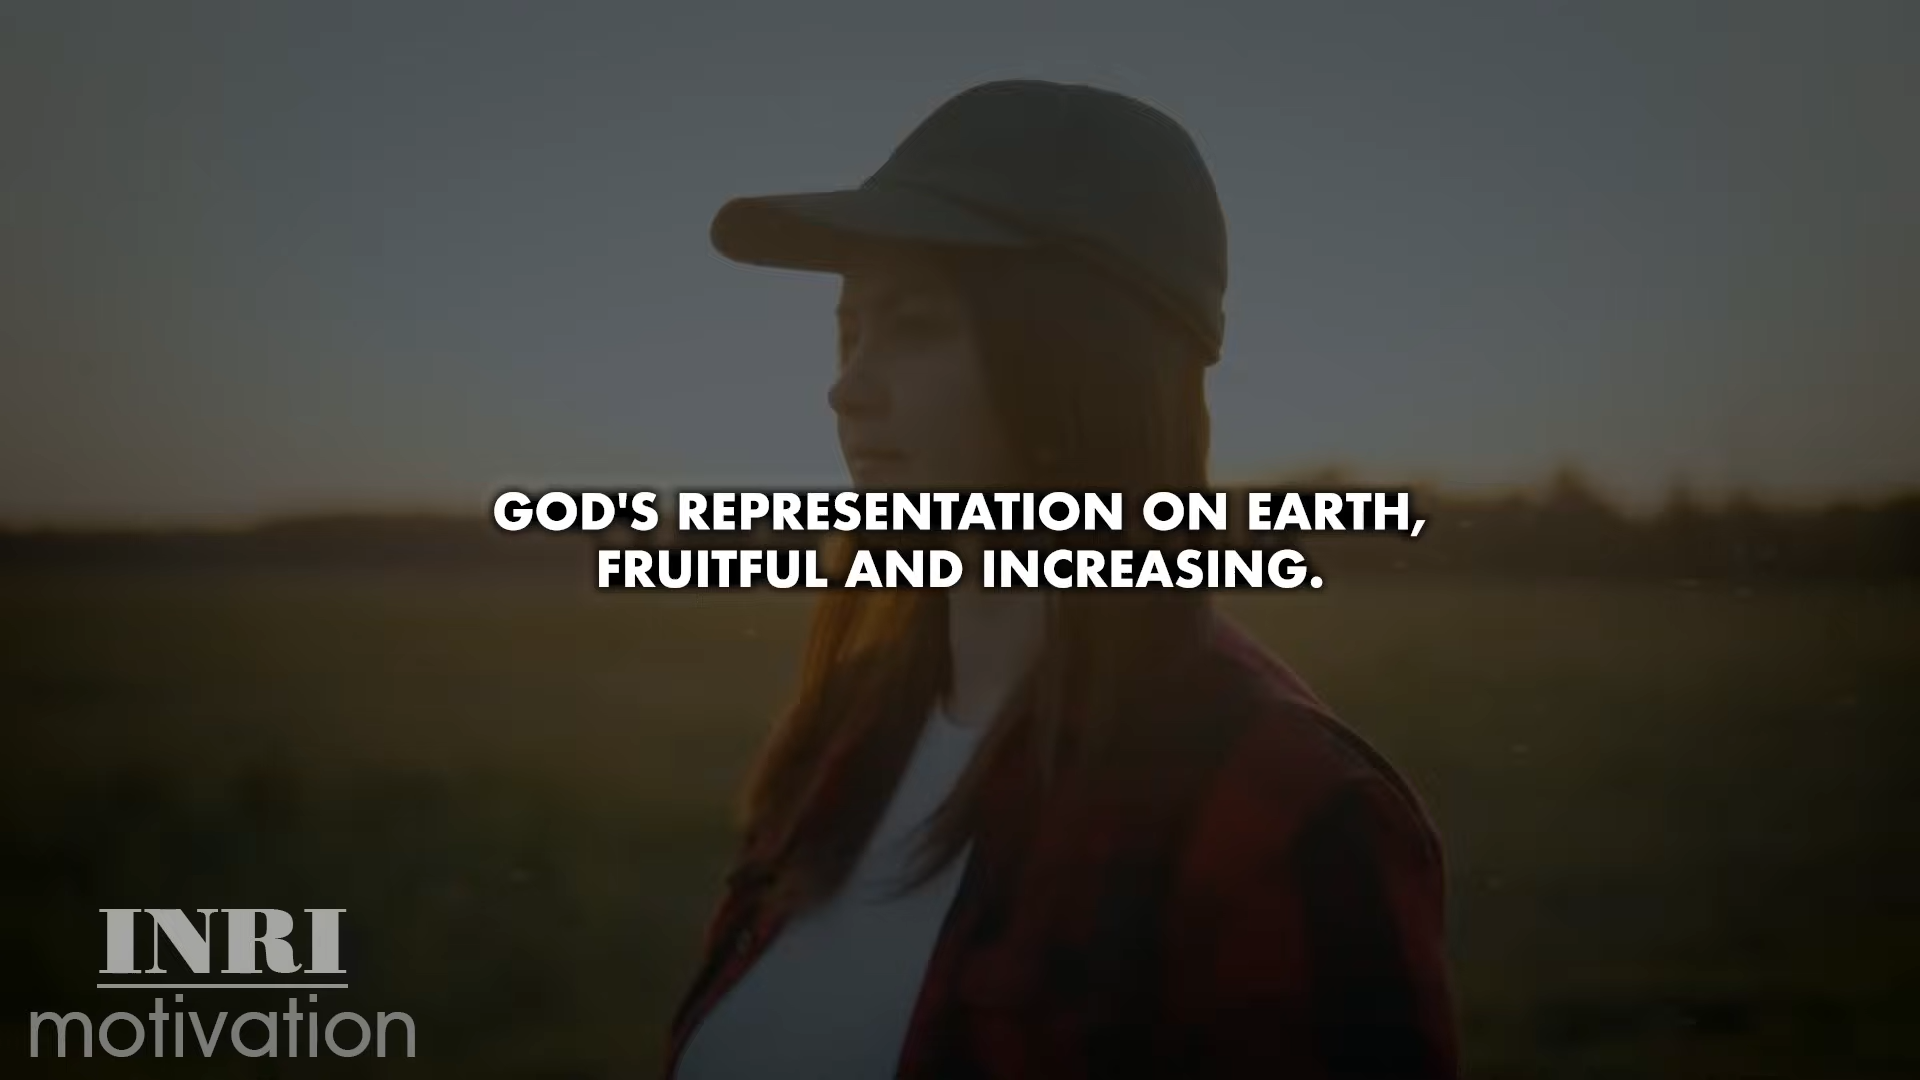 GOD'S REPRESENTATION ON EARTH,
FRUITFUL AND INCREASING.
INRI
motivation